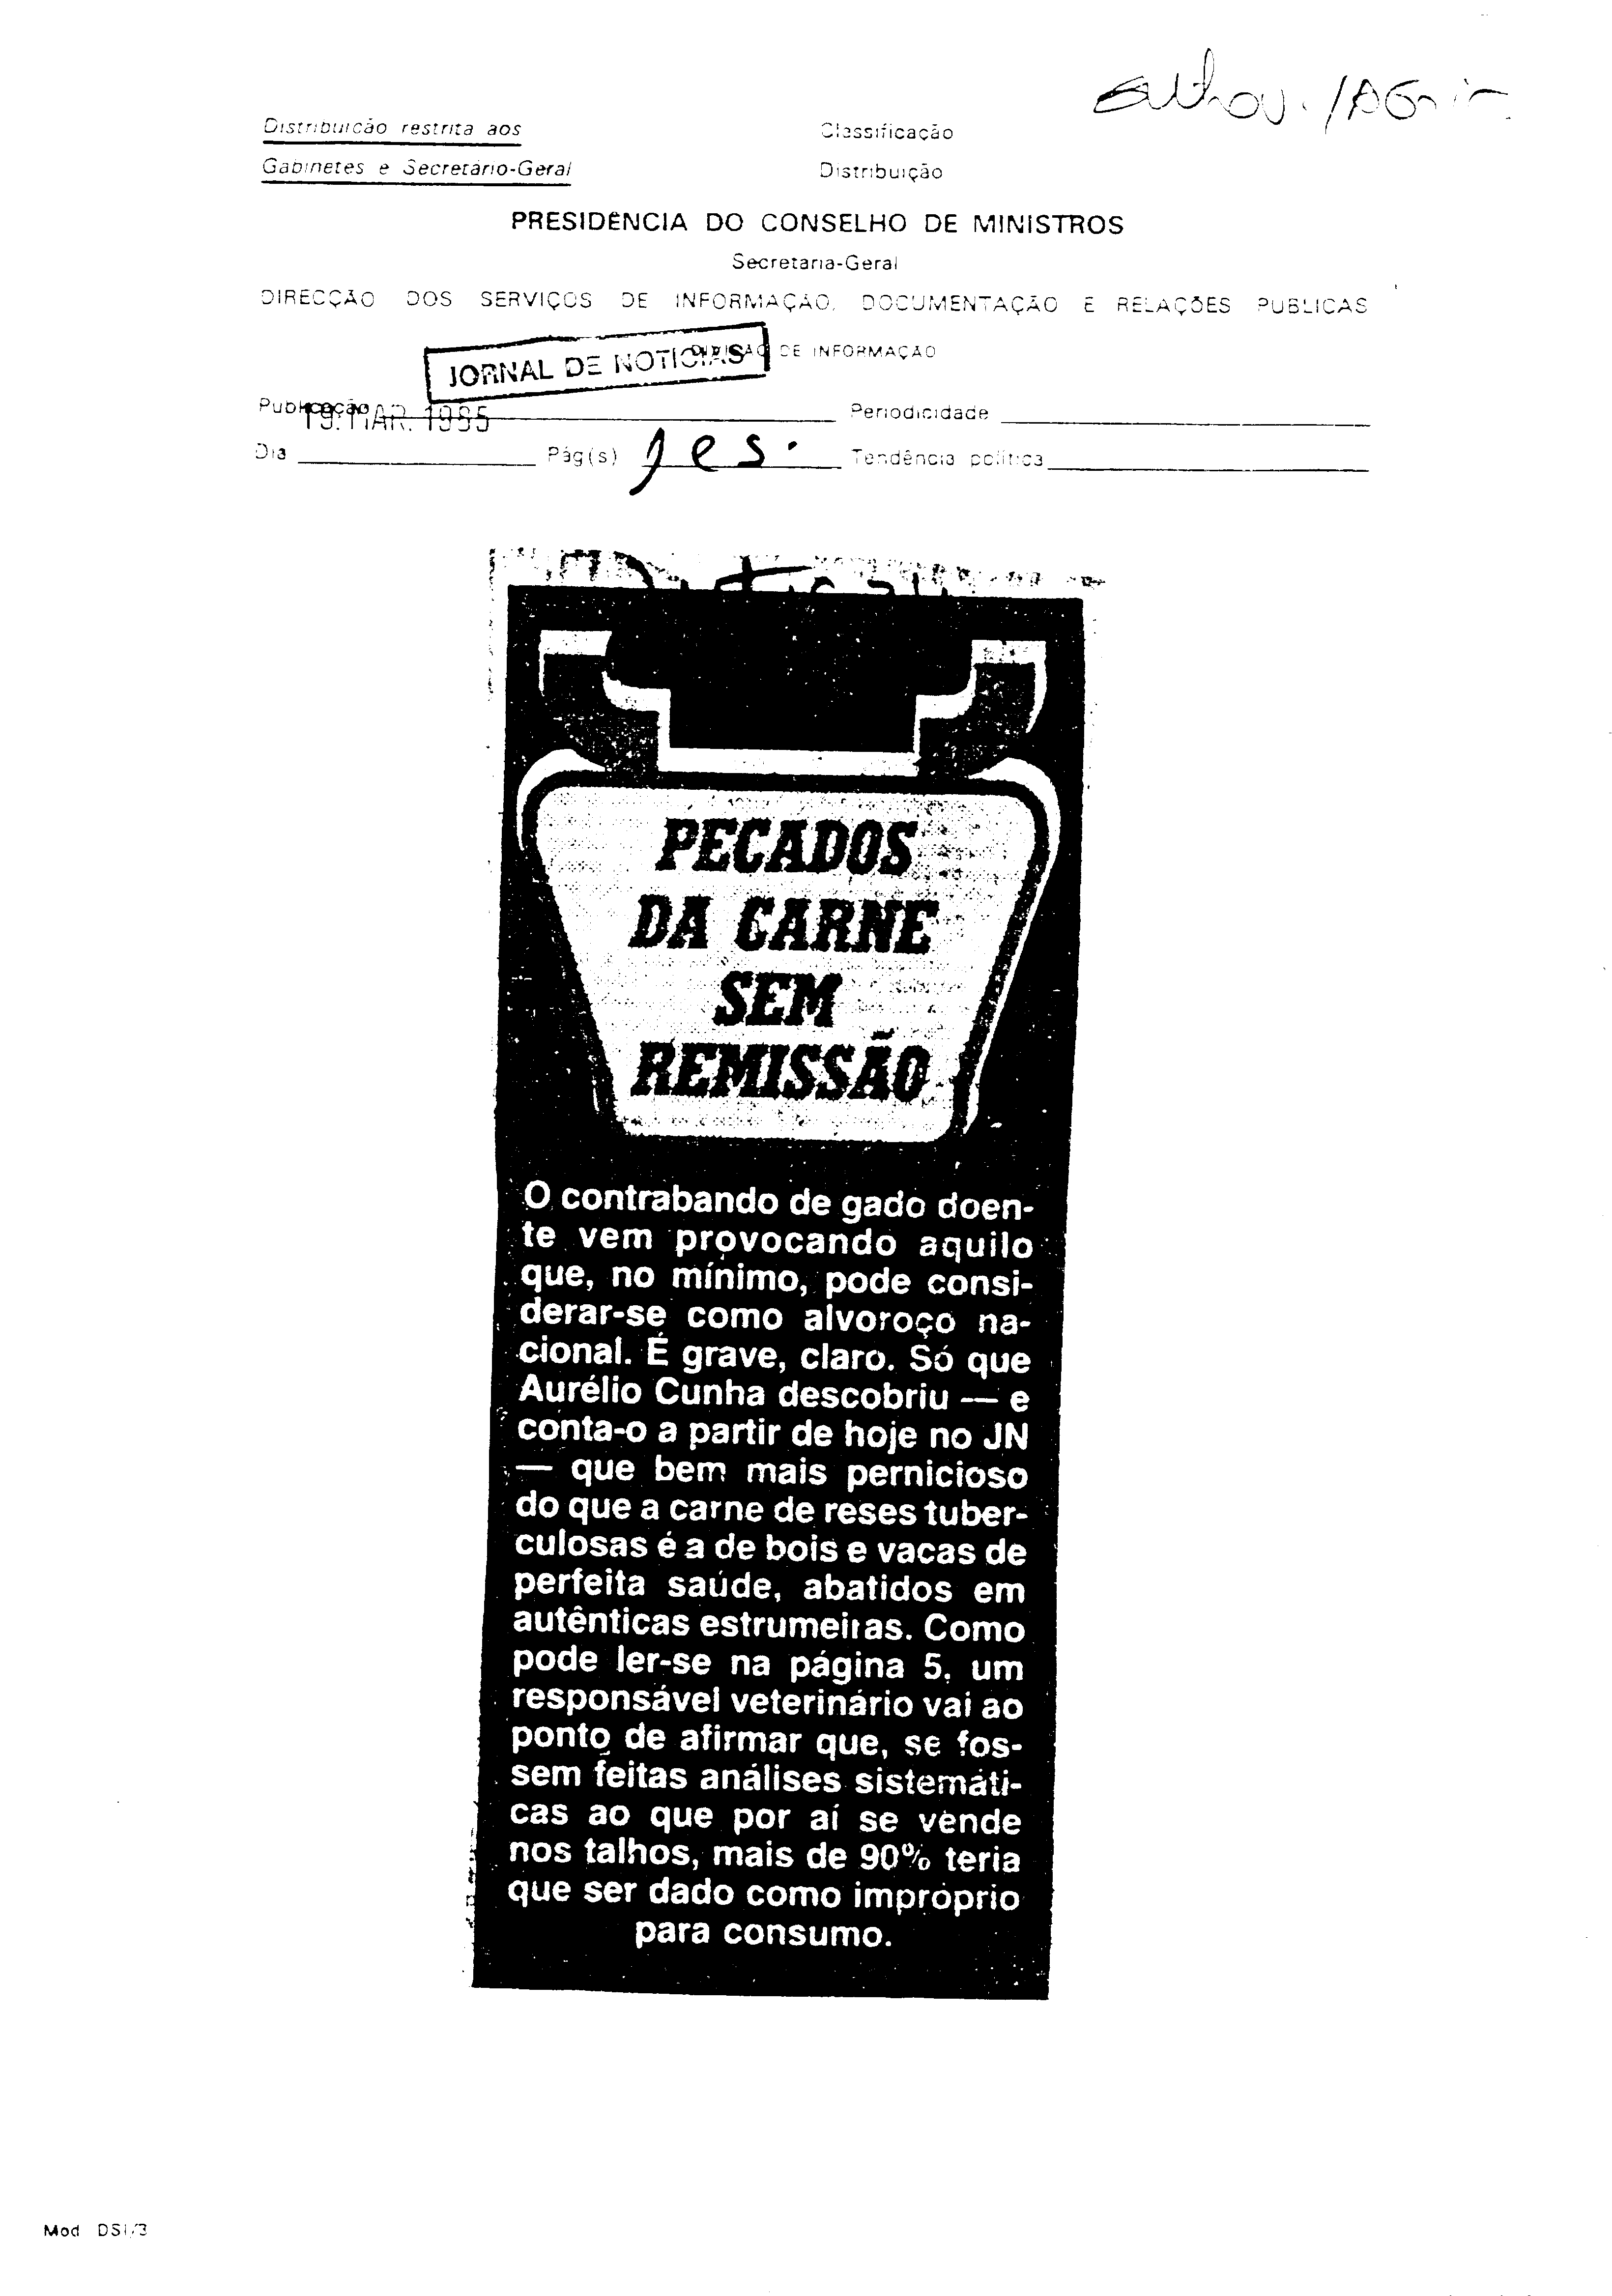 Distribuição restrita aos
Gabinetes e Secretário-Geral
Classificação
Distribuição
PRESIDÊNCIA DO CONSELHO DE MINISTROS
Secretaria-Geral
DIRECÇÃO DOS SERVIÇOS DE INFORMAÇÃO, DOCUMENTAÇÃO E RELAÇÕES PUBLICAS
JORNAL DE NOTICIAS
DIVISÃO DE INFORMAÇÃO
Publicação
19. MAR. 1985
Periodicidade
Dia
Pág(s)
Tendência política
PECADOS
DA CARNE
SEM
REMISSÃO
O contrabando de gado doen-
te vem provocando aquilo
que, no mínimo, pode consi-
derar-se como alvoroço na-
cional. É grave, claro. Só que
Aurélio Cunha descobriu — e
conta-o a partir de hoje no JN
— que bem mais pernicioso
do que a carne de reses tuber-
culosas é a de bois e vacas de
perfeita saúde, abatidos em
autênticas estrumeiras. Como
pode ler-se na página 5, um
responsável veterinário vai ao
ponto de afirmar que, se fos-
sem feitas análises sistemáti-
cas ao que por aí se vende
nos talhos, mais de 90% teria
que ser dado como impróprio
para consumo.
Mod DSI/3